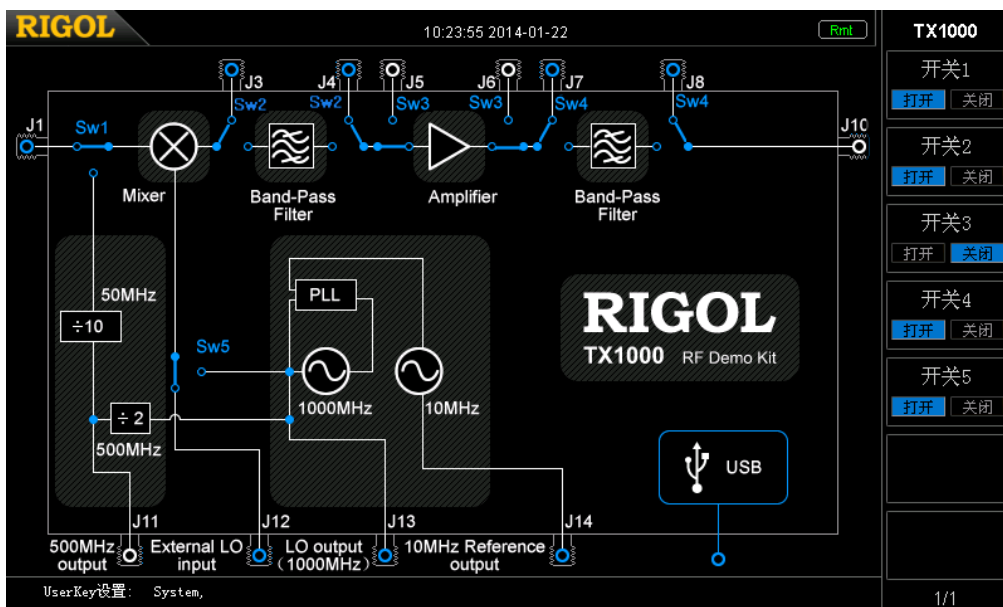 RIGOL
10:23:55 2014-01-22
Rmt
TX1000
J3
J4
J5
J6
J7
J8
Sw2
Sw2
Sw3
Sw3
Sw4
Sw4
J1
Sw1
J10
Mixer
Band-Pass
Filter
Amplifier
Band-Pass
Filter
50MHz
÷10
PLL
Sw5
1000MHz
10MHz
÷ 2
500MHz
RIGOL
TX1000 RF Demo Kit
USB
J11
J12
J13
J14
500MHz
output
External LO
input
LO output
(1000MHz)
10MHz Reference
output
UserKey设置: System,
开关1
打开 关闭
开关2
打开 关闭
开关3
打开 关闭
开关4
打开 关闭
开关5
打开 关闭
1/1